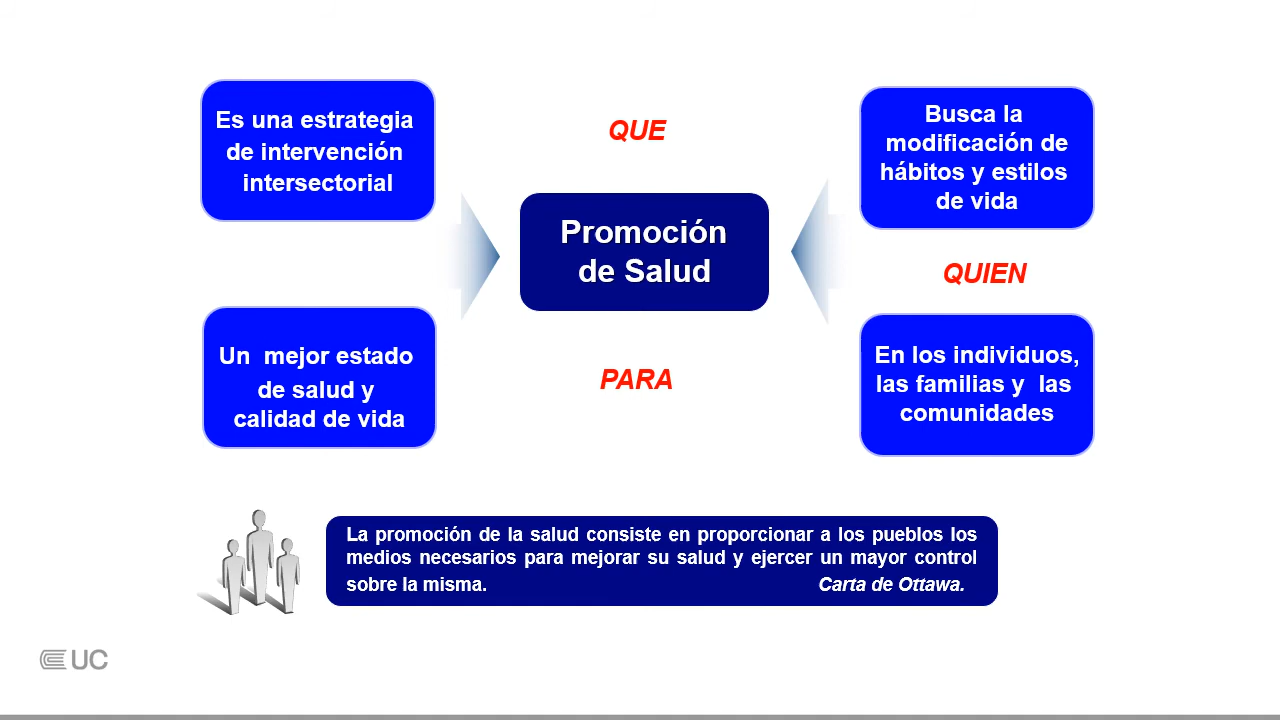 Es una estrategia
de intervención
intersectorial
QUE
Busca la
modificación de
hábitos y estilos
de vida
Promoción
de Salud
QUIEN
Un mejor estado
de salud y
calidad de vida
PARA
En los individuos,
las familias y las
comunidades
La promoción de la salud consiste en proporcionar a los pueblos los
medios necesarios para mejorar su salud y ejercer un mayor control
sobre la misma. Carta de Ottawa.
UC